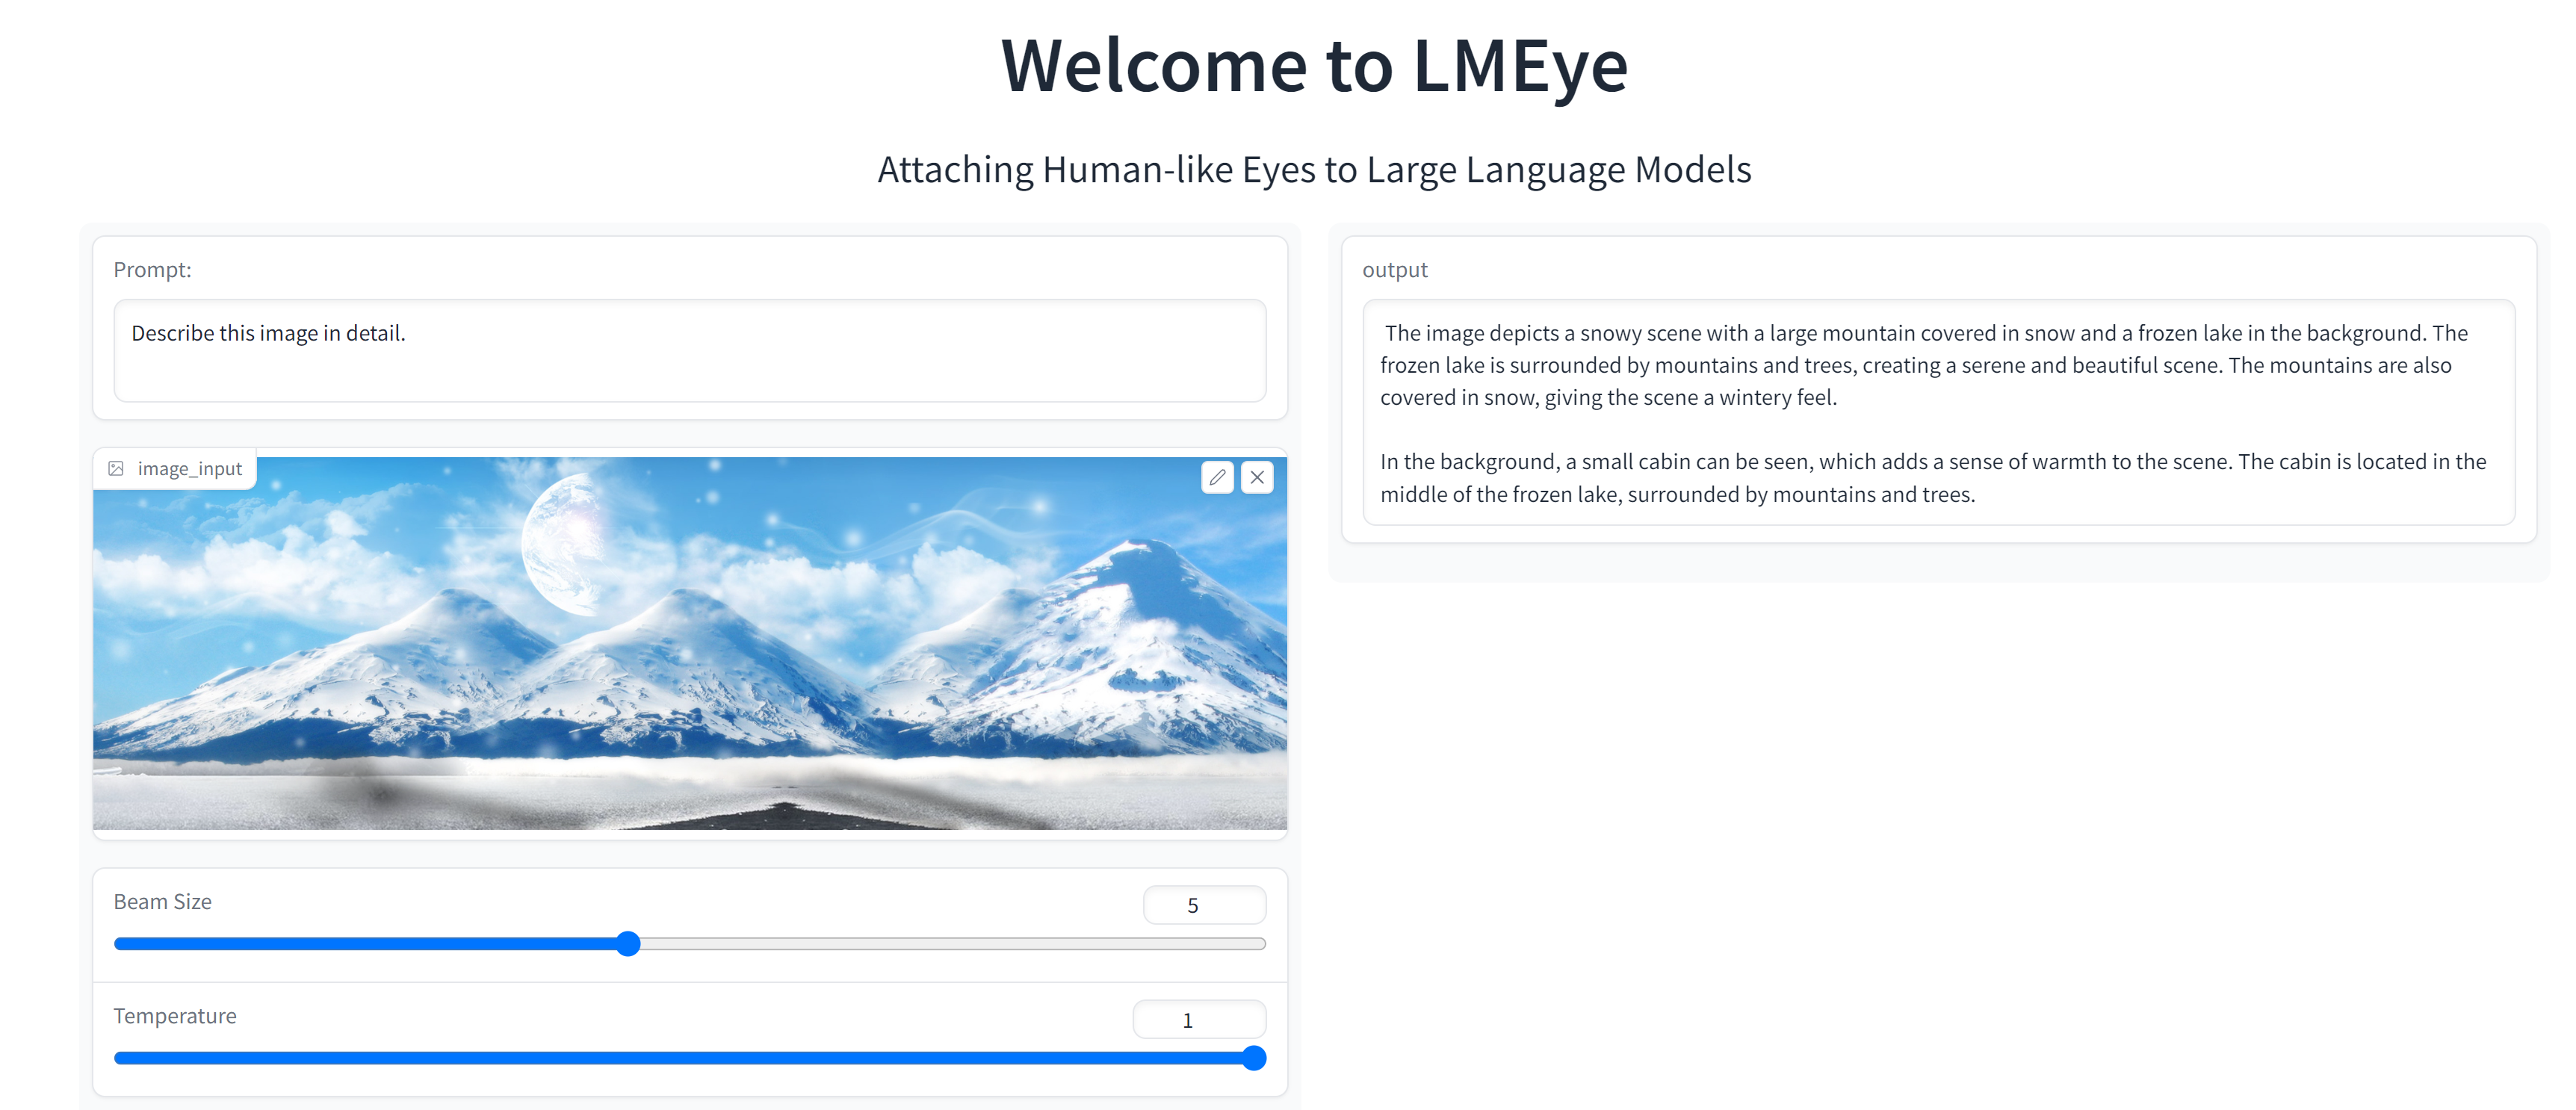 Welcome to LMEye
Attaching Human-like Eyes to Large Language Models
Prompt:
Describe this image in detail.
image_input
Beam Size
5
Temperature
1
output
The image depicts a snowy scene with a large mountain covered in snow and a frozen lake in the background. The
frozen lake is surrounded by mountains and trees, creating a serene and beautiful scene. The mountains are also
covered in snow, giving the scene a wintery feel.
In the background, a small cabin can be seen, which adds a sense of warmth to the scene. The cabin is located in the
middle of the frozen lake, surrounded by mountains and trees.